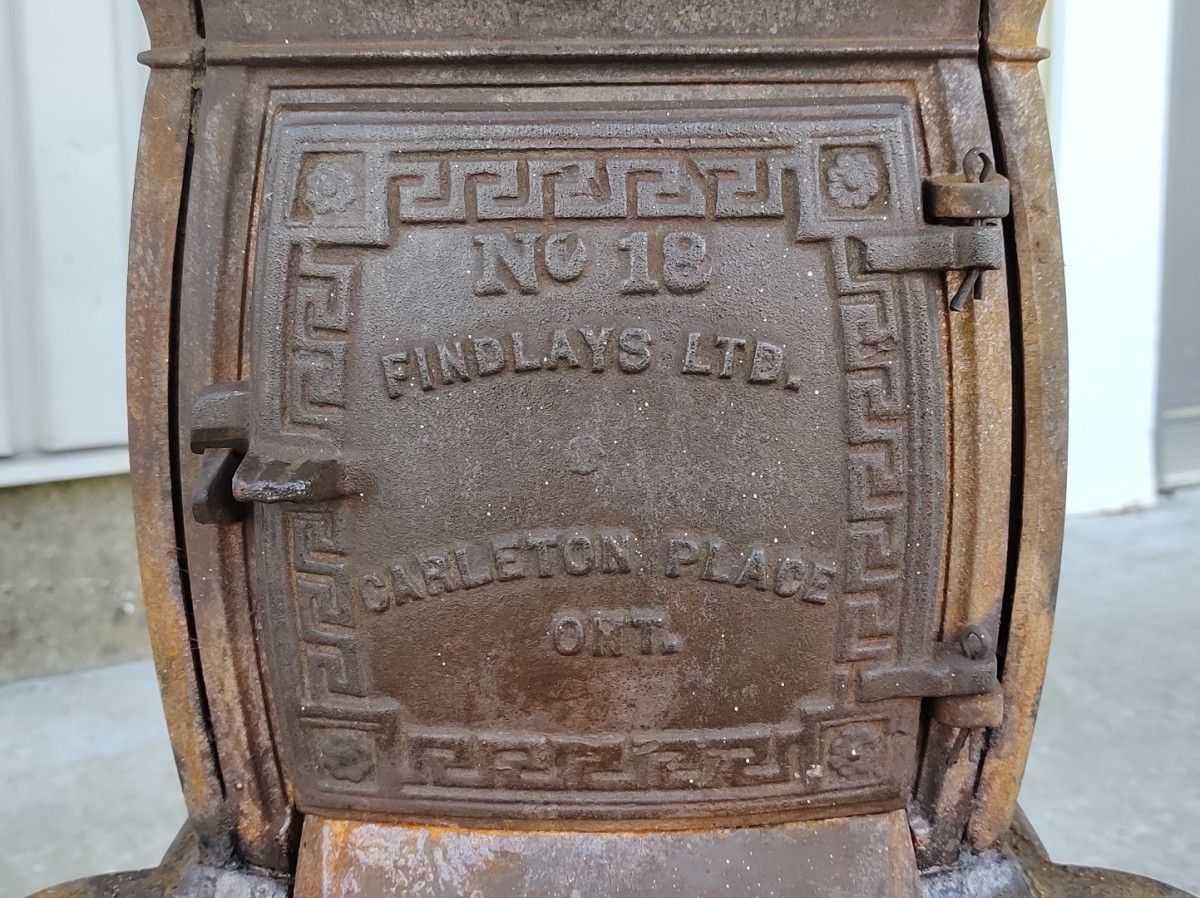 No 18
FINDLAYS LTD.
CARLETON PLACE
ONT.